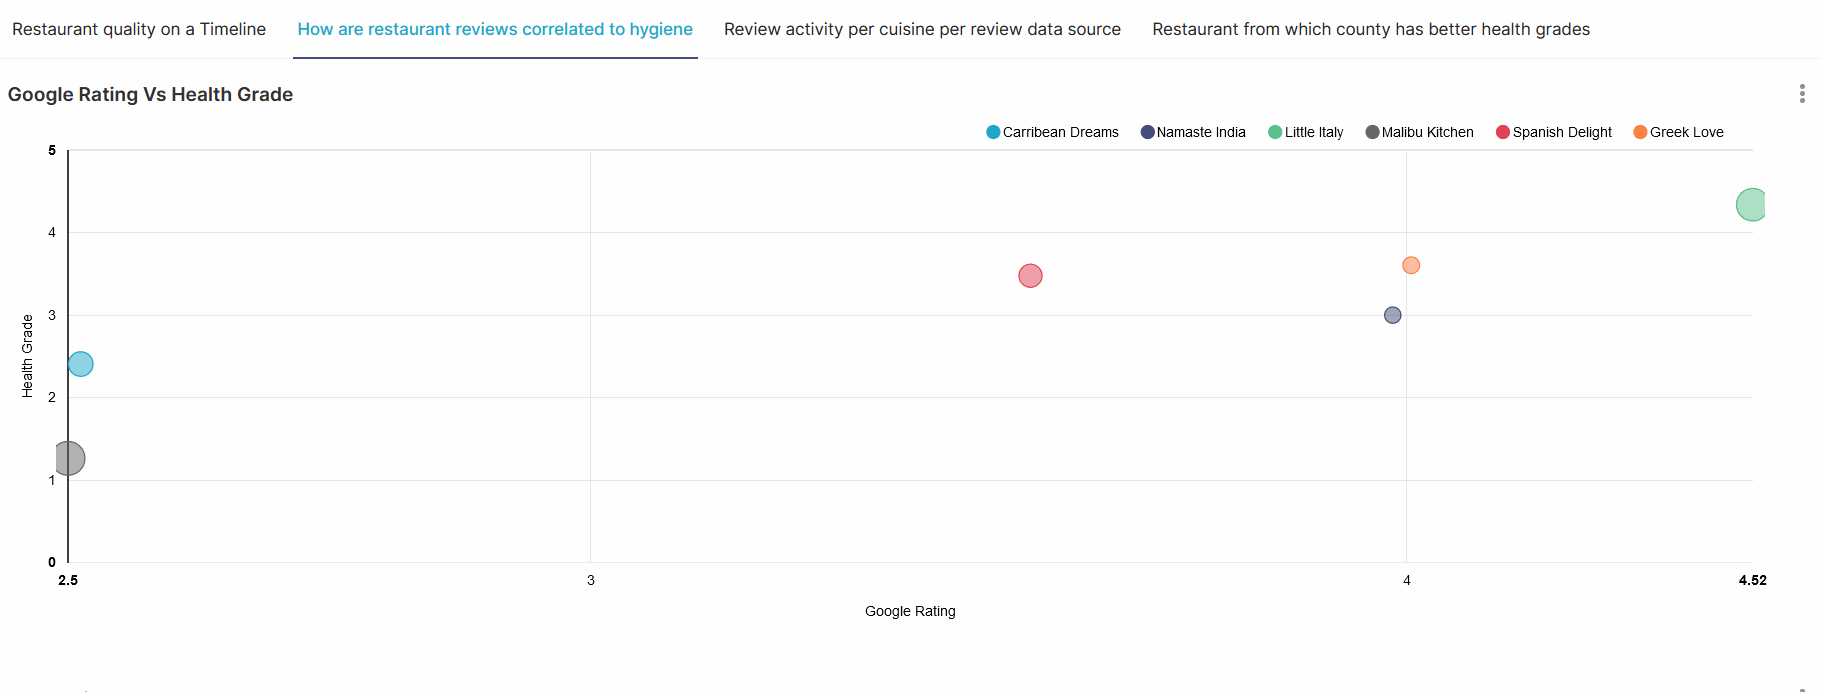 Restaurant quality on a Timeline How are restaurant reviews correlated to hygiene Review activity per cuisine per review data source Restaurant from which county has better health grades
Google Rating Vs Health Grade
Carribean Dreams Namaste India Little Italy Malibu Kitchen Spanish Delight Greek Love
5
4
3
2
1
0
Health Grade
2.5 3 4 4.52
Google Rating